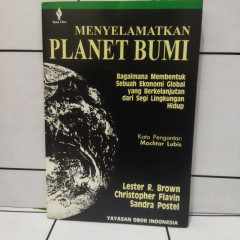 MENYELAMATKAN
PLANET BUMI
Bagaimana Membentuk
Sebuah Ekonomi Global
yang Berkelanjutan
dari Segi Lingkungan
Hidup
Kata Pengantar:
Mochtar Lubis
Lester R. Brown
Christopher Flavin
Sandra Postel
YAYASAN OBOR INDONESIA